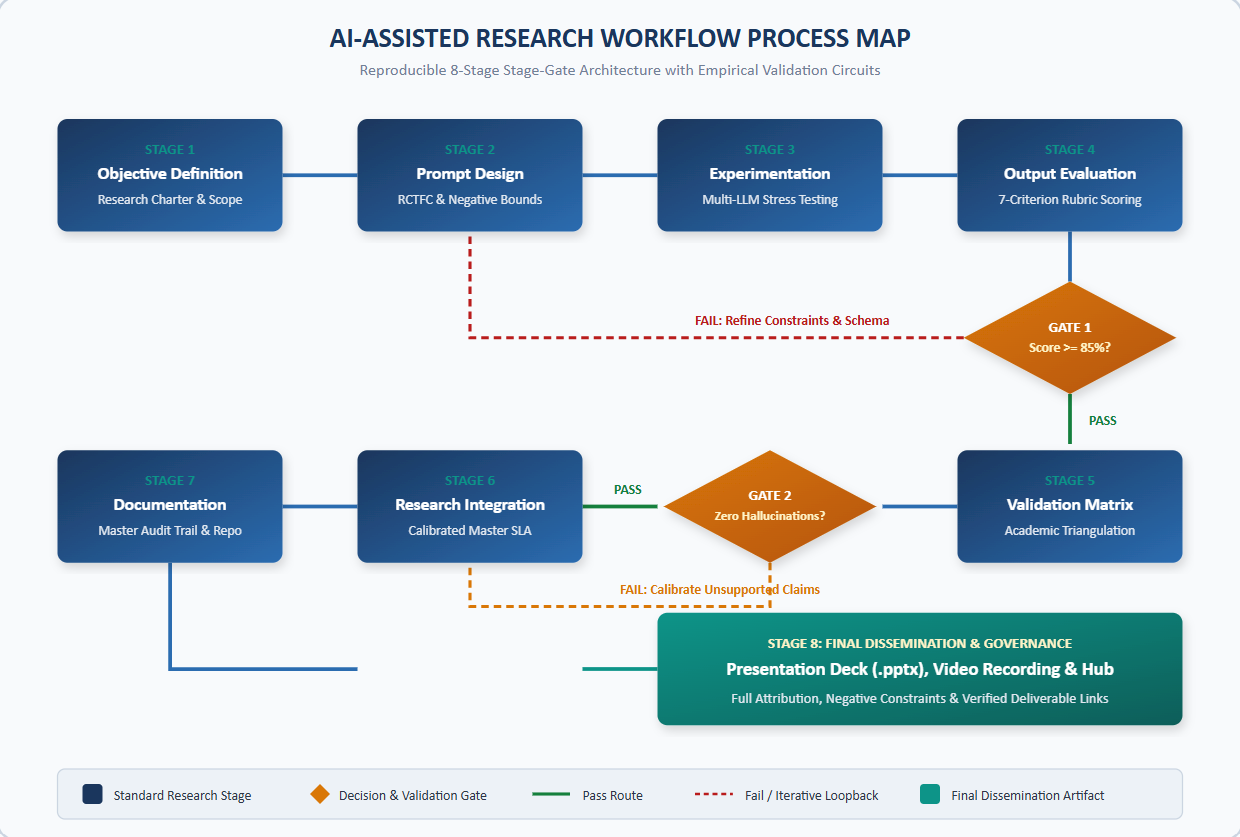 AI-ASSISTED RESEARCH WORKFLOW PROCESS MAP
Reproducible 8-Stage Stage-Gate Architecture with Empirical Validation Circuits
STAGE 1
Objective Definition
Research Charter & Scope
STAGE 2
Prompt Design
RCTFC & Negative Bounds
STAGE 3
Experimentation
Multi-LLM Stress Testing
STAGE 4
Output Evaluation
7-Criterion Rubric Scoring
FAIL: Refine Constraints & Schema
GATE 1
Score >= 85%?
PASS
STAGE 7
Documentation
Master Audit Trail & Repo
STAGE 6
Research Integration
Calibrated Master SLA
PASS
GATE 2
Zero Hallucinations?
STAGE 5
Validation Matrix
Academic Triangulation
FAIL: Calibrate Unsupported Claims
STAGE 8: FINAL DISSEMINATION & GOVERNANCE
Presentation Deck (.pptx), Video Recording & Hub
Full Attribution, Negative Constraints & Verified Deliverable Links
Standard Research Stage
Decision & Validation Gate
Pass Route
Fail / Iterative Loopback
Final Dissemination Artifact